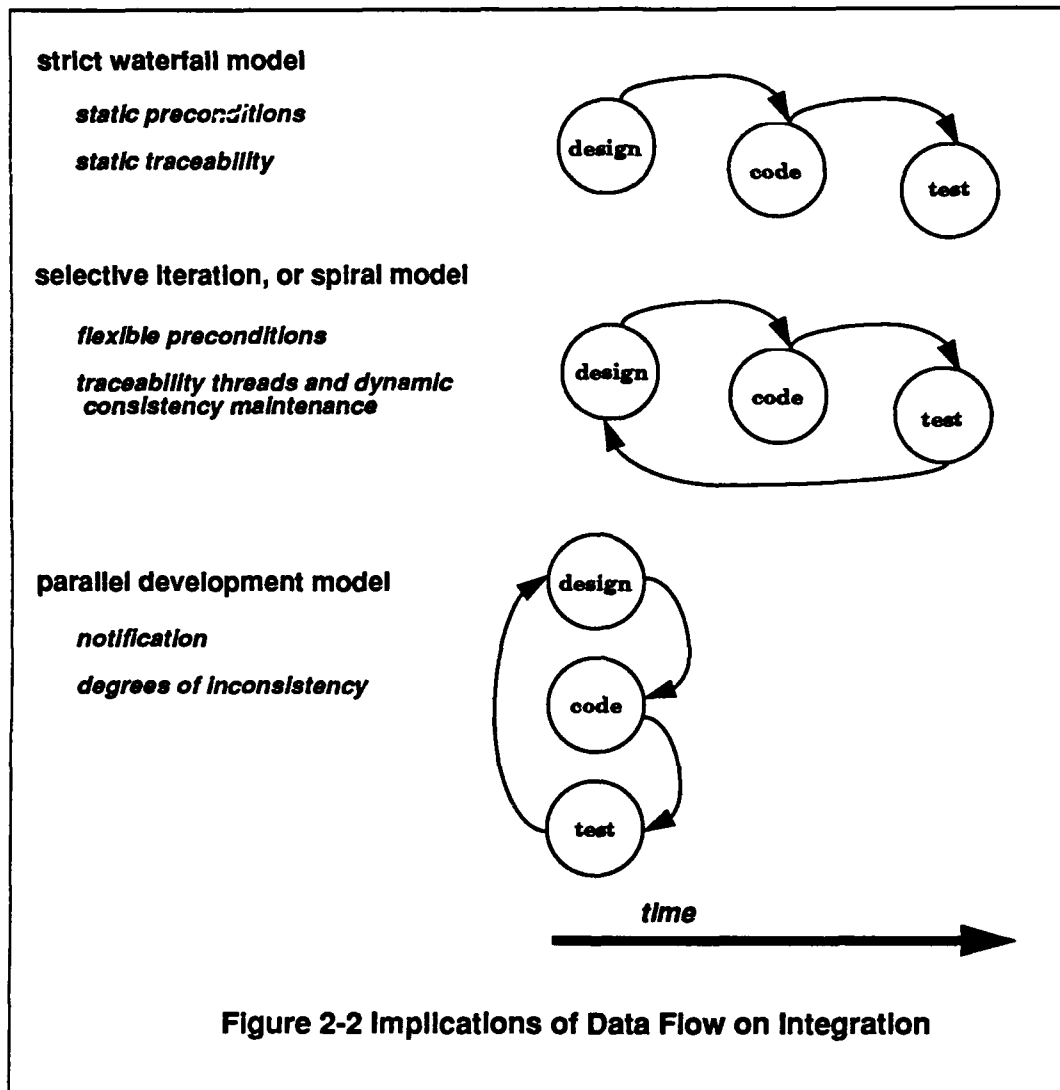 strict waterfall model
static preconditions
static traceability
design
code
test
selective iteration, or spiral model
flexible preconditions
traceability threads and dynamic
consistency maintenance
design
code
test
parallel development model
notification
degrees of inconsistency
design
code
test
time
Figure 2-2 Implications of Data Flow on Integration